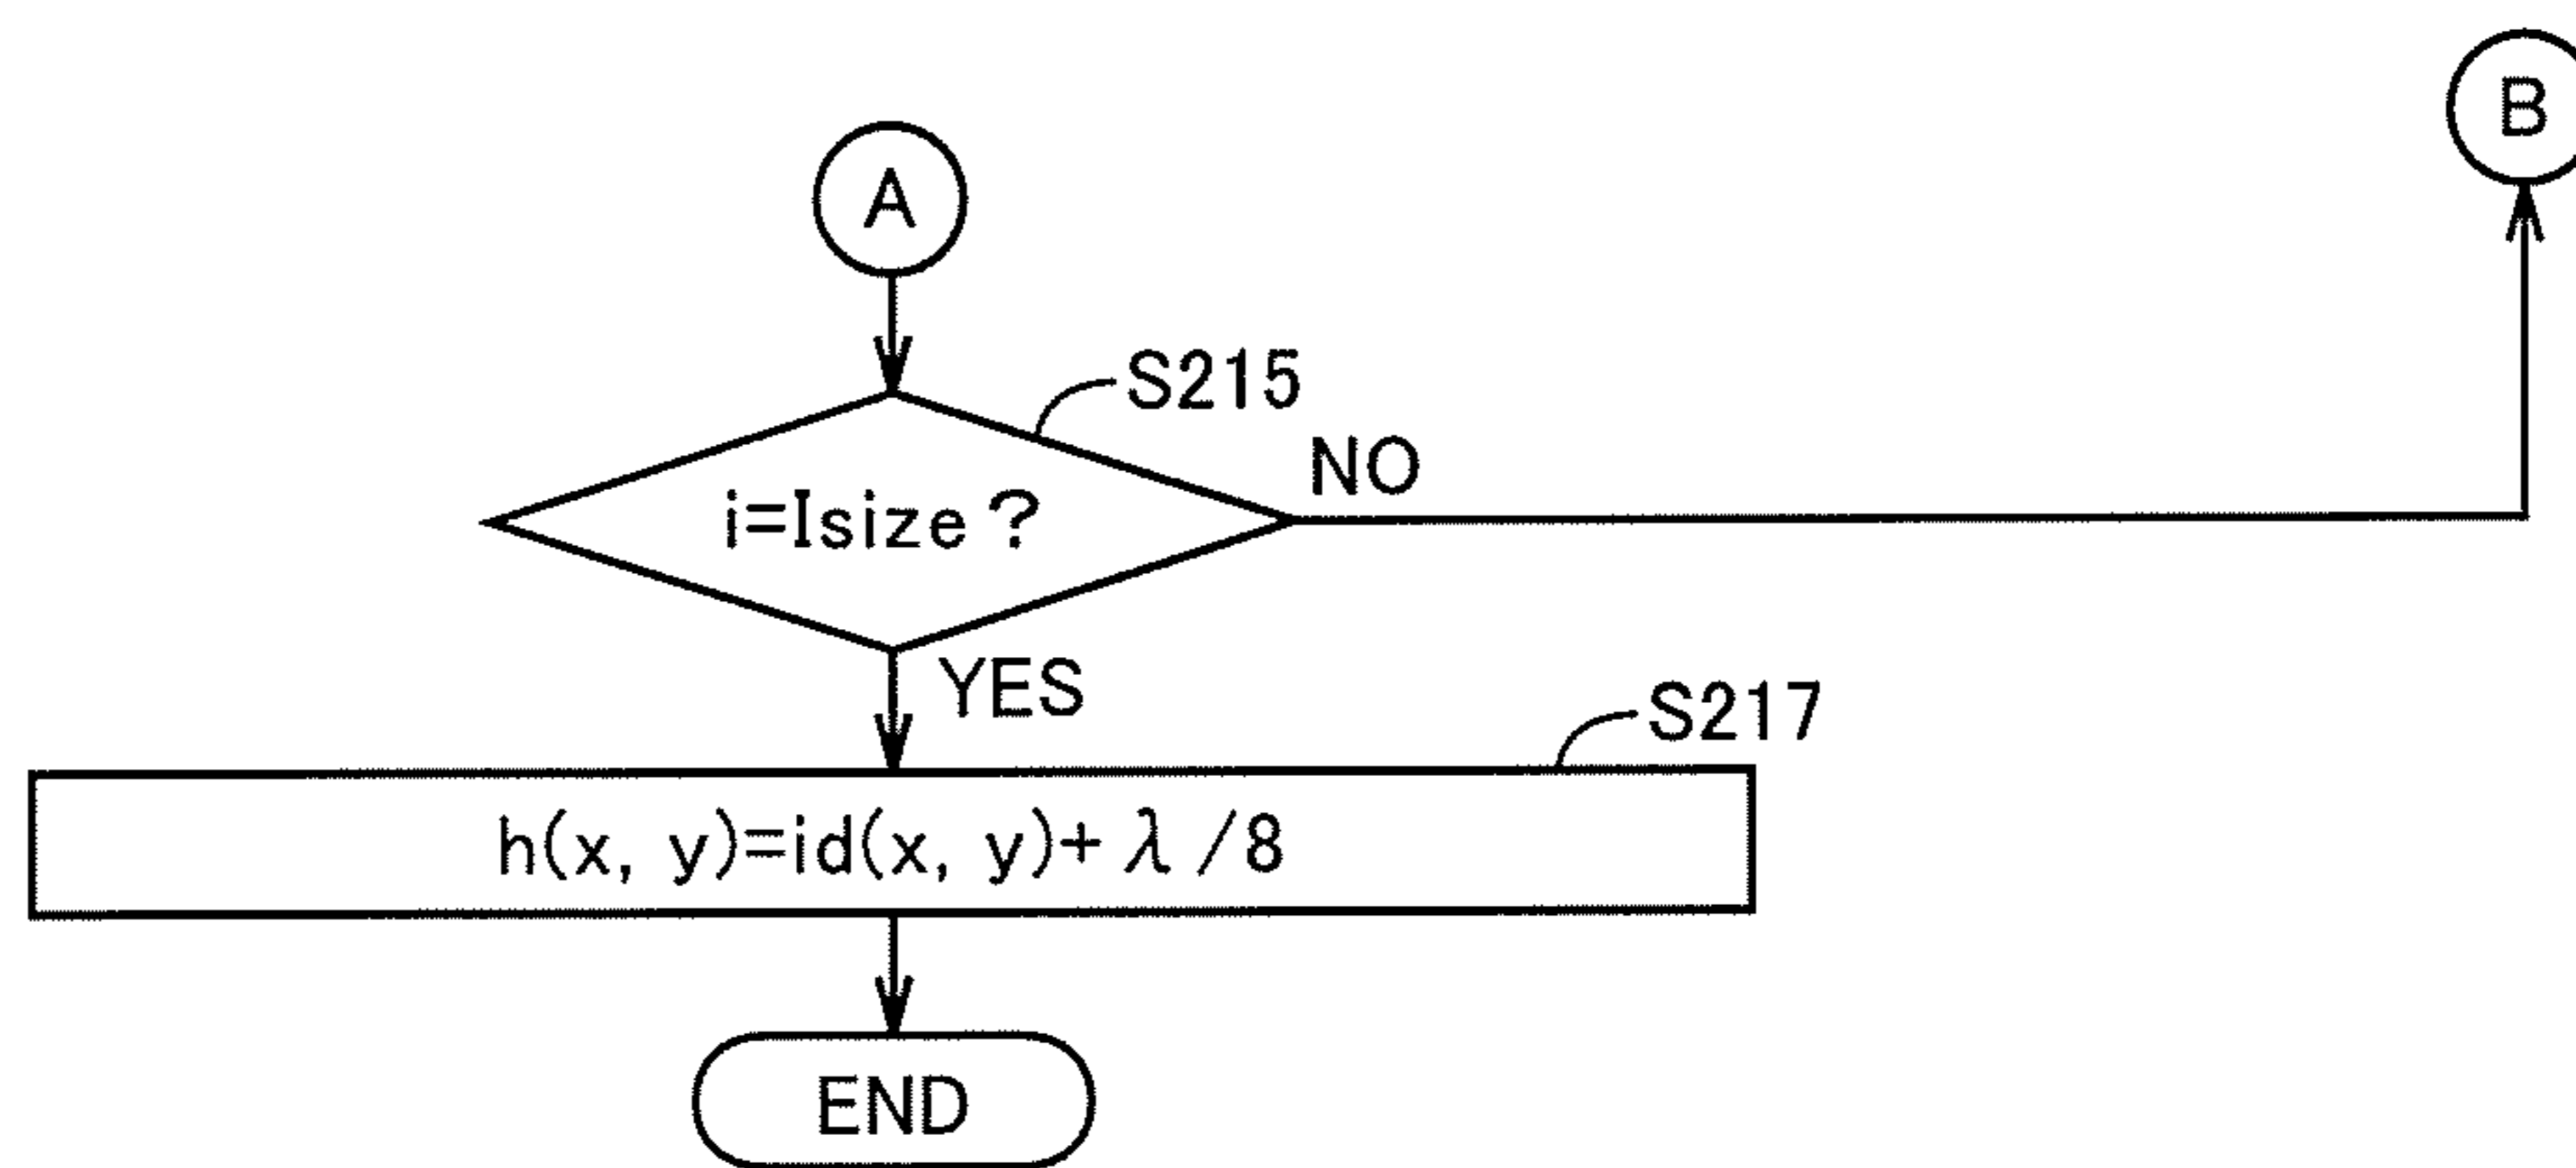 B
A
S215
NO
i=Isize ?
YES
S217
h(x, y)=id(x, y)+ λ /8
END